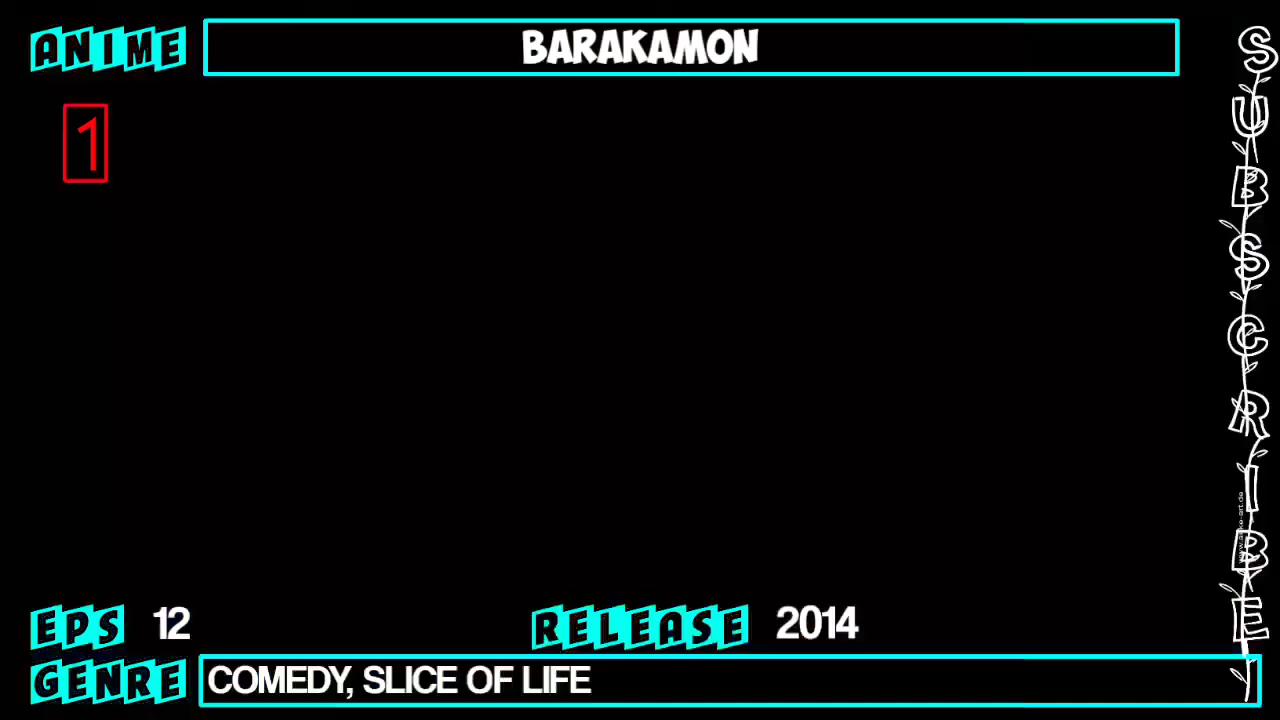 ANIME BARAKAMON
1
EPS 12 RELEASE 2014
GENRE COMEDY, SLICE OF LIFE
SUBSCRIBE